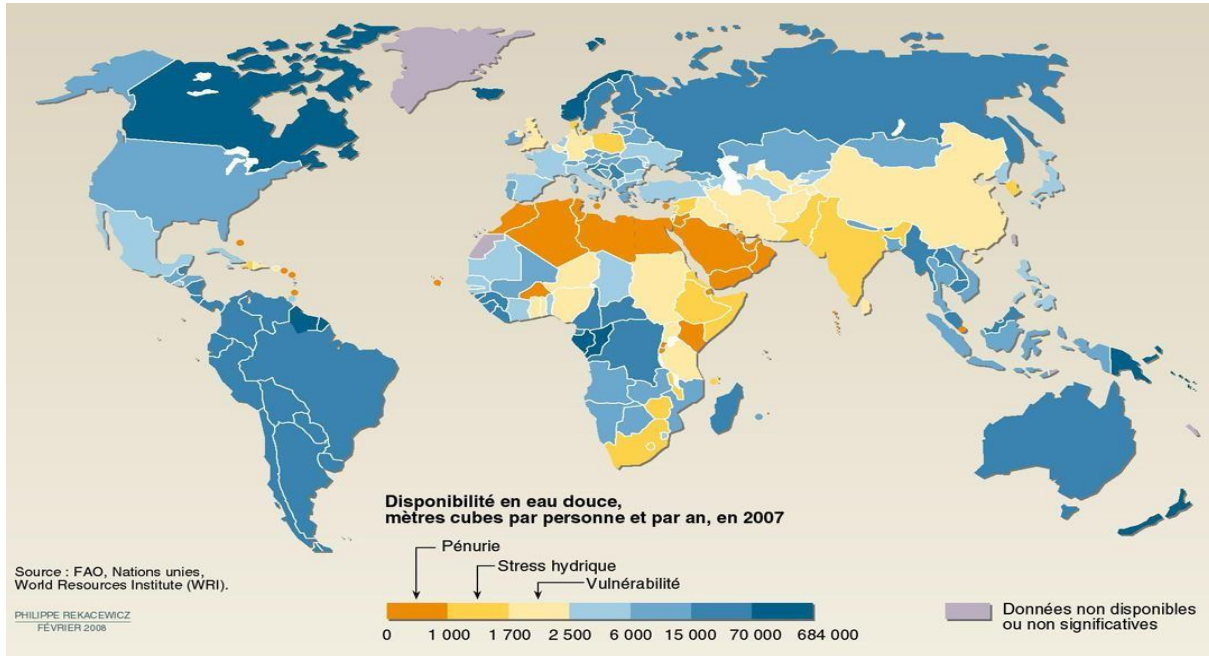 Disponibilité en eau douce,
mètres cubes par personne et par an, en 2007
Pénurie
Stress hydrique
Vulnérabilité
0 1 000 1 700 2 500 6 000 15 000 70 000 684 000
Données non disponibles
ou non significatives
Source : FAO, Nations unies,
World Resources Institute (WRI).
PHILIPPE REKACEWICZ
FÉVRIER 2008